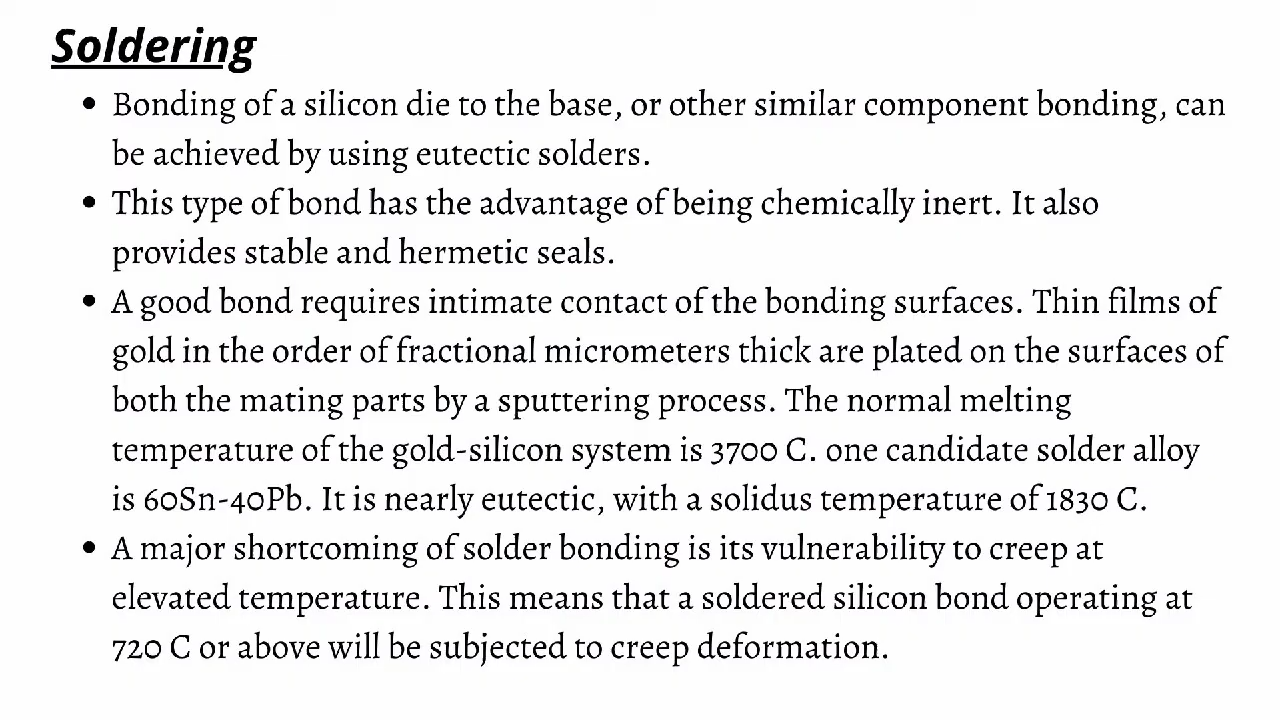 Soldering
• Bonding of a silicon die to the base, or other similar component bonding, can
be achieved by using eutectic solders.
• This type of bond has the advantage of being chemically inert. It also
provides stable and hermetic seals.
• A good bond requires intimate contact of the bonding surfaces. Thin films of
gold in the order of fractional micrometers thick are plated on the surfaces of
both the mating parts by a sputtering process. The normal melting
temperature of the gold-silicon system is 3700 C. one candidate solder alloy
is 60Sn-40Pb. It is nearly eutectic, with a solidus temperature of 1830 C.
• A major shortcoming of solder bonding is its vulnerability to creep at
elevated temperature. This means that a soldered silicon bond operating at
720 C or above will be subjected to creep deformation.